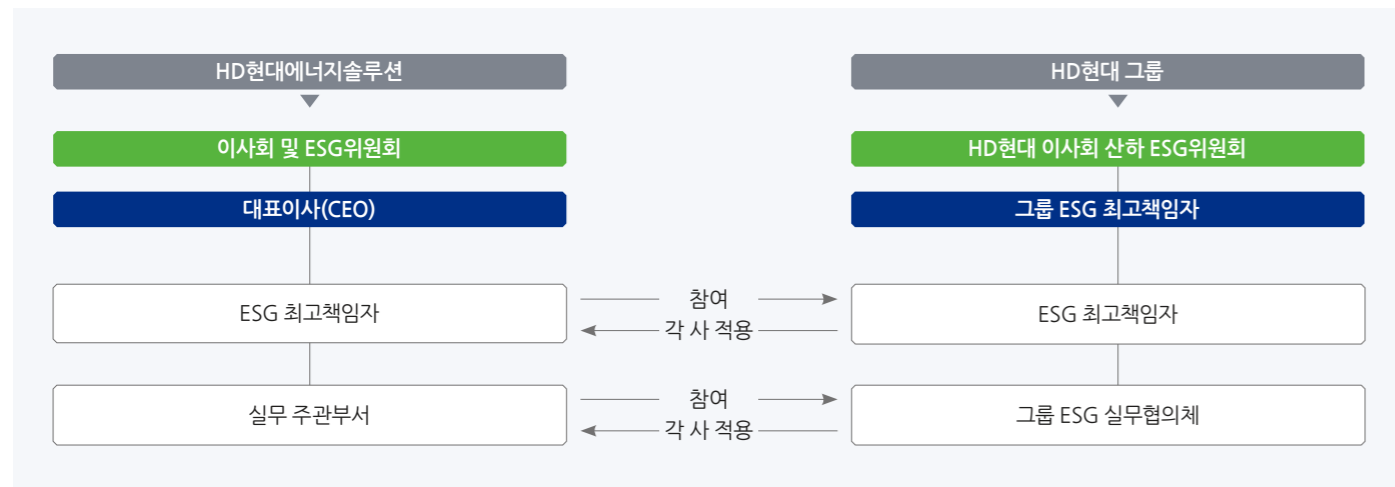 HD현대에너지솔루션
HD현대 그룹
이사회 및 ESG위원회
HD현대 이사회 산하 ESG위원회
대표이사(CEO)
그룹 ESG 최고책임자
ESG 최고책임자
참여
각 사 적용
ESG 최고책임자
실무 주관부서
참여
각 사 적용
그룹 ESG 실무협의체